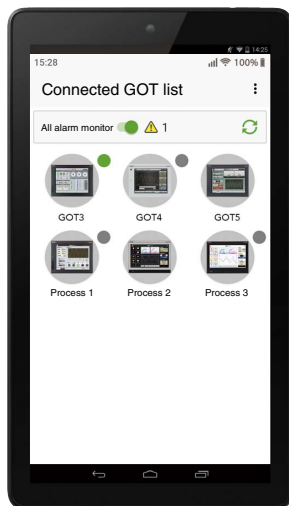 14:25
15:28 100%
Connected GOT list
All alarm monitor 1
GOT3 GOT4 GOT5
Process 1 Process 2 Process 3